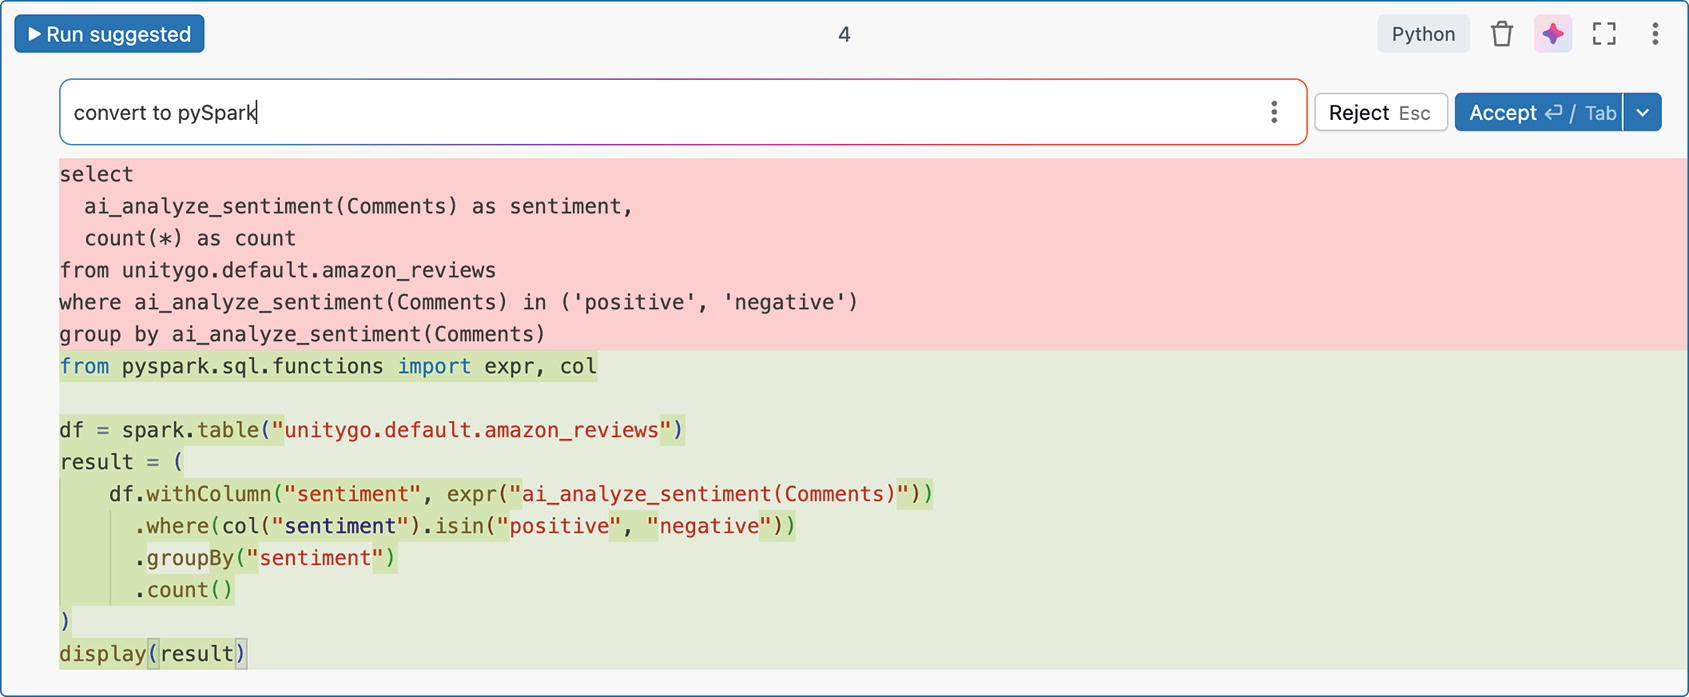 Run suggested
4
Python
convert to pySpark
Reject Esc
Accept ⏎ / Tab
select
  ai_analyze_sentiment(Comments) as sentiment,
  count(*) as count
from unitygo.default.amazon_reviews
where ai_analyze_sentiment(Comments) in ('positive', 'negative')
group by ai_analyze_sentiment(Comments)
from pyspark.sql.functions import expr, col

df = spark.table("unitygo.default.amazon_reviews")
result = (
    df.withColumn("sentiment", expr("ai_analyze_sentiment(Comments)"))
      .where(col("sentiment").isin("positive", "negative"))
      .groupBy("sentiment")
      .count()
)
display(result)